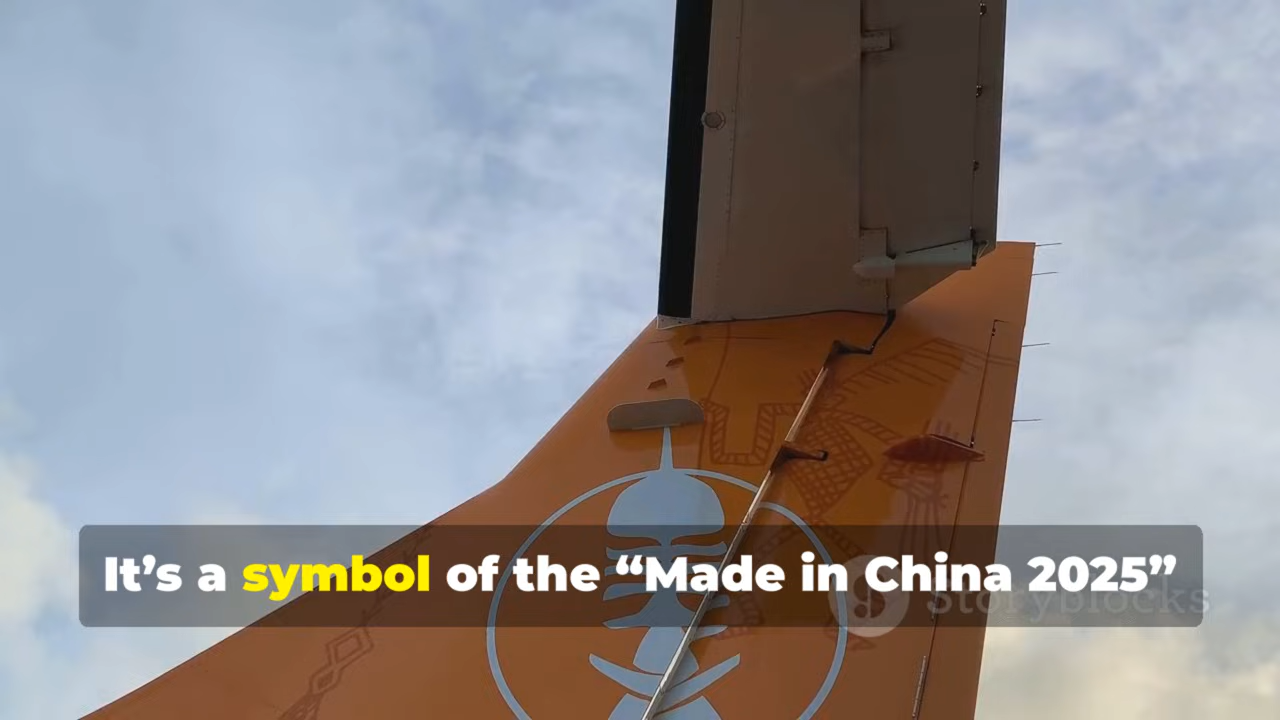 It’s a symbol of the “Made in China 2025”
Storyblocks